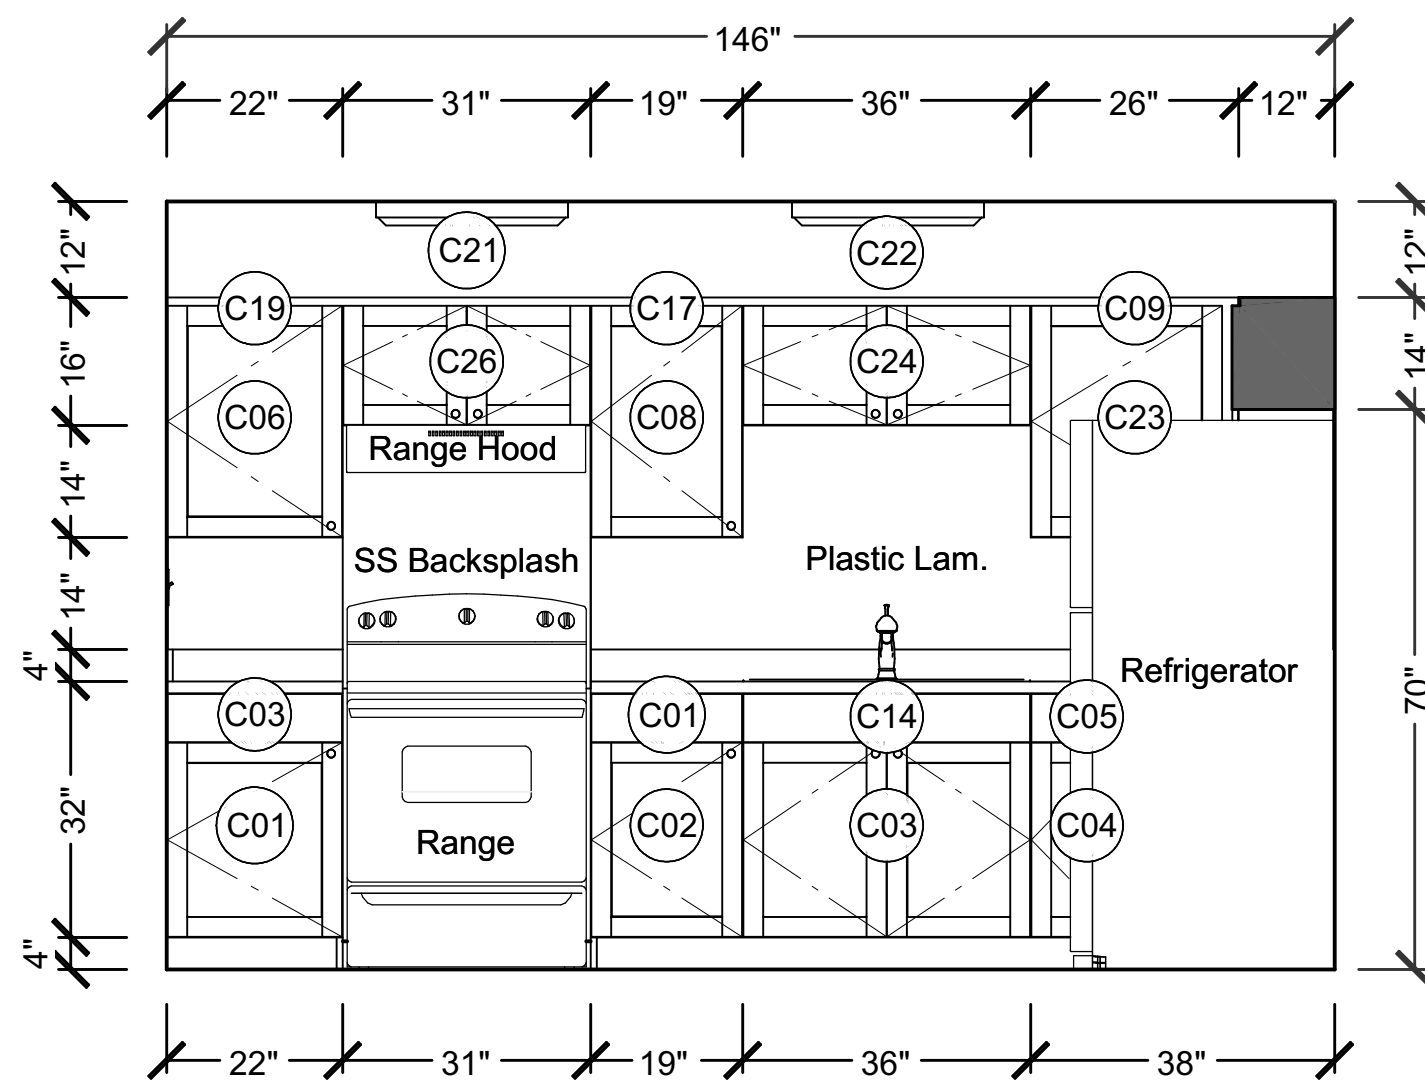 146"
22" 31" 19" 36" 26" 12"
12" 16" 14" 14" 4" 32" 4"
C21 C22
C19 C17 C09
C26 C24
C06 C08 C23
Range Hood
SS Backsplash
Plastic Lam.
Refrigerator
C03 C01 C14 C05
C01 C02 C03 C04
Range
12" 14" 70"
22" 31" 19" 36" 38"